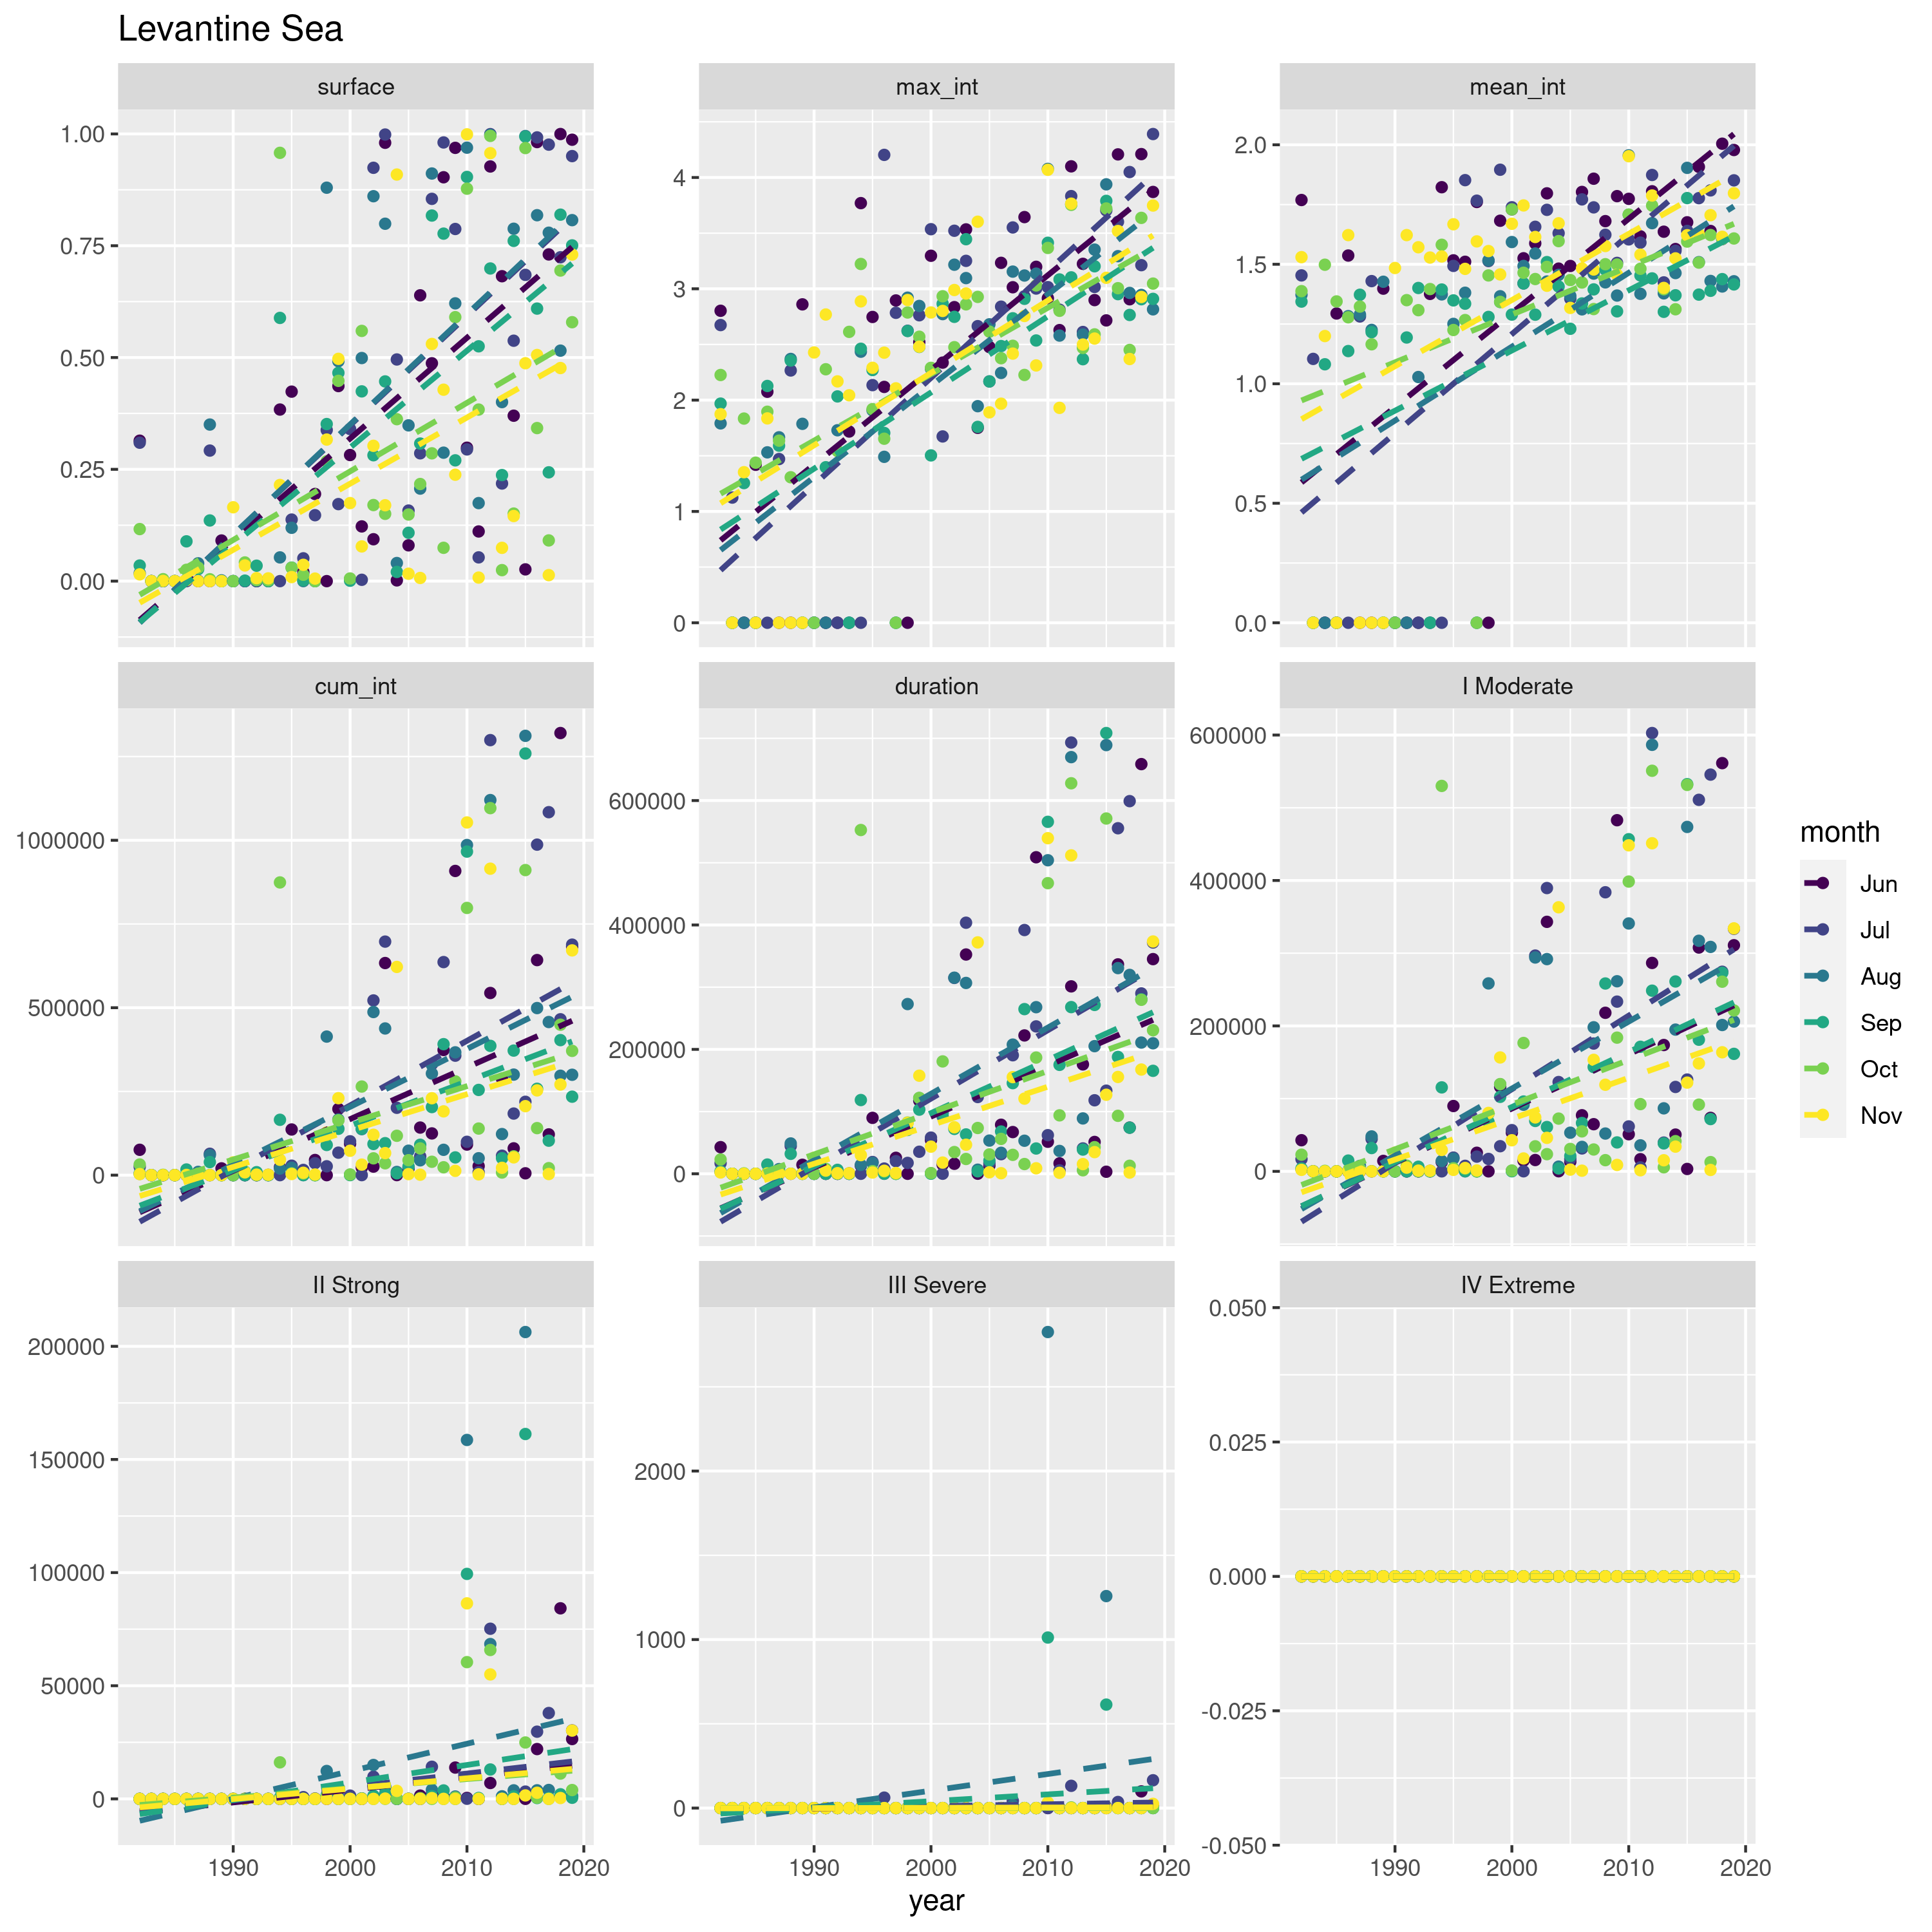 Levantine Sea
surface
max_int
mean_int
1.00
0.75
0.50
0.25
0.00
4
3
2
1
0
2.0
1.5
1.0
0.5
0.0
cum_int
duration
I Moderate
1000000
500000
0
600000
400000
200000
0
600000
400000
200000
0
II Strong
III Severe
IV Extreme
200000
150000
100000
50000
0
2000
1000
0
0.050
0.025
0.000
-0.025
-0.050
1990 2000 2010 2020
1990 2000 2010 2020
1990 2000 2010 2020
year
month
Jun
Jul
Aug
Sep
Oct
Nov